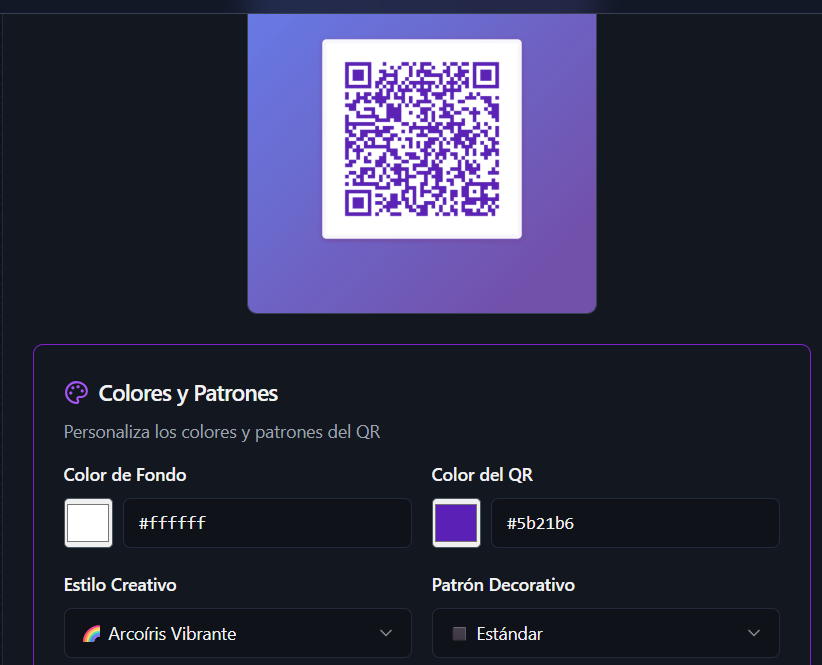 Colores y Patrones
Personaliza los colores y patrones del QR
Color de Fondo
Color del QR
#ffffff
#5b21b6
Estilo Creativo
Patrón Decorativo
Arcoíris Vibrante
Estándar